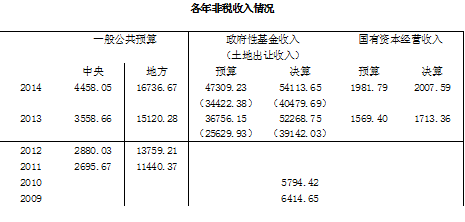 各年非税收入情况
一般公共预算 政府性基金收入 国有资本经营收入
（土地出让收入）
中央 地方 预算 决算 预算 决算
2014 4458.05 16736.67 47309.23 54113.65 1981.79 2007.59
(34422.38) (40479.69)
2013 3558.66 15120.28 36756.15 52268.75 1569.40 1713.36
(25629.93) (39142.03)
2012 2880.03 13759.21
2011 2695.67 11440.37
2010 5794.42
2009 6414.65